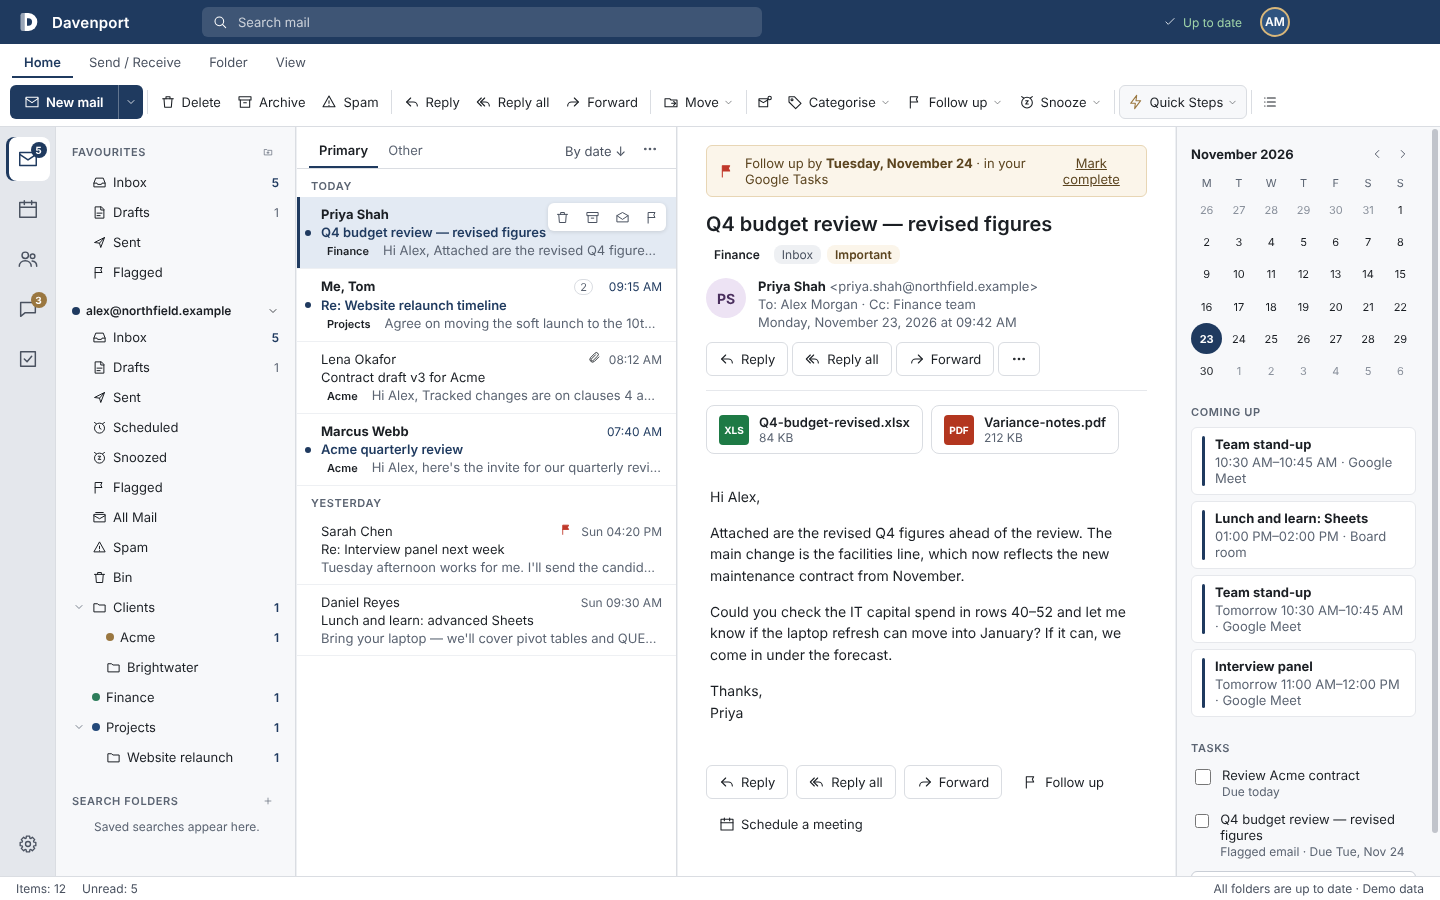 D Davenport
Search mail
Up to date
AM
Home Send / Receive Folder View
New mail Delete Archive Spam Reply Reply all Forward Move Categorise Follow up Snooze Quick Steps
5
3
FAVOURITES
Inbox 5
Drafts 1
Sent
Flagged
alex@northfield.example
Inbox 5
Drafts 1
Sent
Scheduled
Snoozed
Flagged
All Mail
Spam
Bin
Clients 1
Acme 1
Brightwater
Finance 1
Projects 1
Website relaunch 1
SEARCH FOLDERS
Saved searches appear here.
Primary Other By date
TODAY
Priya Shah
Q4 budget review — revised figures
Finance Hi Alex, Attached are the revised Q4 figure...
Me, Tom 2 09:15 AM
Re: Website relaunch timeline
Projects Agree on moving the soft launch to the 10t...
Lena Okafor 08:12 AM
Contract draft v3 for Acme
Acme Hi Alex, Tracked changes are on clauses 4 a...
Marcus Webb 07:40 AM
Acme quarterly review
Acme Hi Alex, here's the invite for our quarterly revi...
YESTERDAY
Sarah Chen Sun 04:20 PM
Re: Interview panel next week
Tuesday afternoon works for me. I'll send the candid...
Daniel Reyes Sun 09:30 AM
Lunch and learn: advanced Sheets
Bring your laptop — we'll cover pivot tables and QUE...
Follow up by Tuesday, November 24 · in your
Google Tasks
Mark
complete
Q4 budget review — revised figures
Finance Inbox Important
PS
Priya Shah <priya.shah@northfield.example>
To: Alex Morgan · Cc: Finance team
Monday, November 23, 2026 at 09:42 AM
Reply Reply all Forward
XLS Q4-budget-revised.xlsx
84 KB
PDF Variance-notes.pdf
212 KB
Hi Alex,
Attached are the revised Q4 figures ahead of the review. The
main change is the facilities line, which now reflects the new
maintenance contract from November.
Could you check the IT capital spend in rows 40–52 and let me
know if the laptop refresh can move into January? If it can, we
come in under the forecast.
Thanks,
Priya
Reply Reply all Forward Follow up
Schedule a meeting
November 2026
M T W T F S S
26 27 28 29 30 31 1
2 3 4 5 6 7 8
9 10 11 12 13 14 15
16 17 18 19 20 21 22
23 24 25 26 27 28 29
30 1 2 3 4 5 6
COMING UP
Team stand-up
10:30 AM–10:45 AM · Google
Meet
Lunch and learn: Sheets
01:00 PM–02:00 PM · Board
room
Team stand-up
Tomorrow 10:30 AM–10:45 AM
· Google Meet
Interview panel
Tomorrow 11:00 AM–12:00 PM
· Google Meet
TASKS
Review Acme contract
Due today
Q4 budget review — revised
figures
Flagged email · Due Tue, Nov 24
Items: 12 Unread: 5
All folders are up to date · Demo data